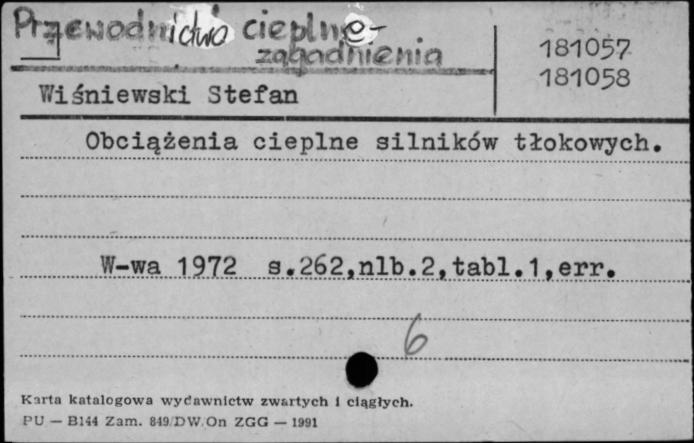 Przewodnictwo cieplne-
zagadnienia
181057
181058
Wiśniewski Stefan
Obciążenia cieplne silników tłokowych.
W-wa 1972 s.262,nlb.2,tabl.1,err.
6
Karta katalogowa wydawnictw zwartych i ciągłych.
PU — B144 Zam. 849/DW/On ZGG — 1991